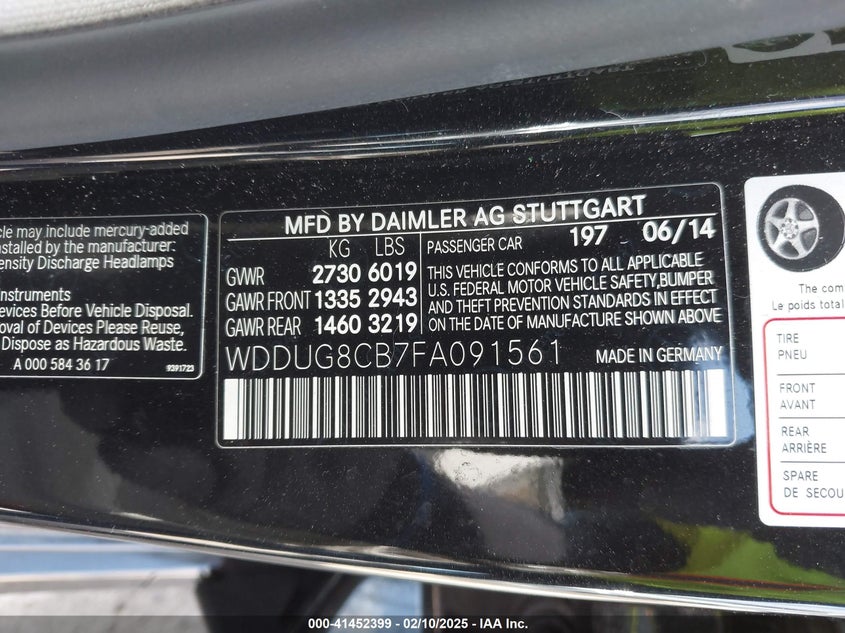 cle may include mercury-added
nstalled by the manufacturer:
ensity Discharge Headlamps
Instruments
Devices Before Vehicle Disposal.
oval of Devices Please Reuse,
e Dispose as Hazardous Waste.
A 000 584 36 17
9391723
MFD BY DAIMLER AG STUTTGART
KG LBS
GVWR 2730 6019
GAWR FRONT 1335 2943
GAWR REAR 1460 3219
PASSENGER CAR 197 06/14
THIS VEHICLE CONFORMS TO ALL APPLICABLE
U.S. FEDERAL MOTOR VEHICLE SAFETY,BUMPER
AND THEFT PREVENTION STANDARDS IN EFFECT
ON THE DATE OF MANUFACTURE SHOWN ABOVE
WDDUG8CB7FA091561
MADE IN GERMANY
The com
Le poids total
TIRE
PNEU
FRONT
AVANT
REAR
ARRIÈRE
SPARE
DE SECOU
000-41452399 - 02/10/2025 - IAA Inc.